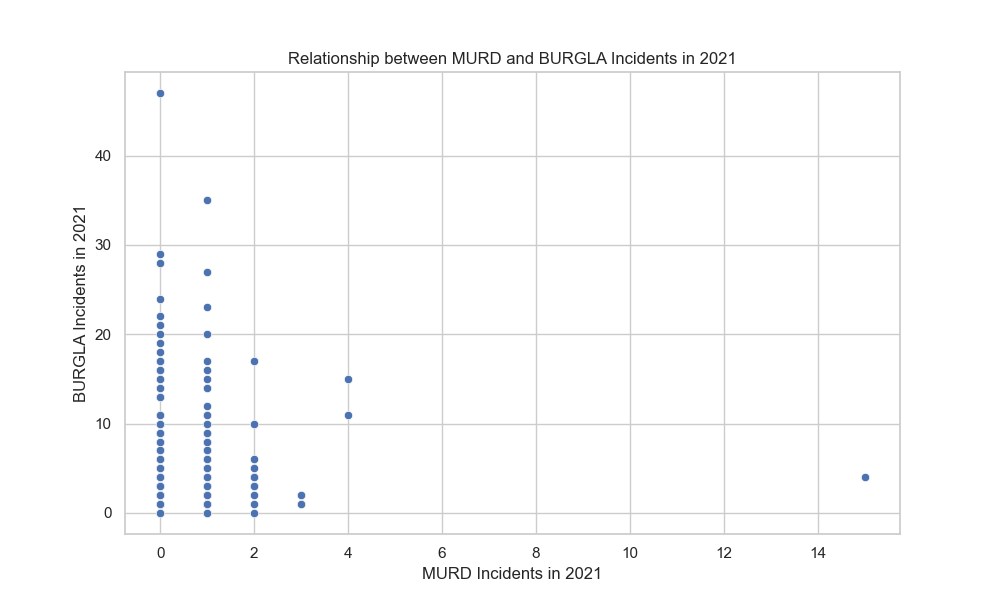 Relationship between MURD and BURGLA Incidents in 2021
BURGLA Incidents in 2021
40
30
20
10
0
0 2 4 6 8 10 12 14
MURD Incidents in 2021